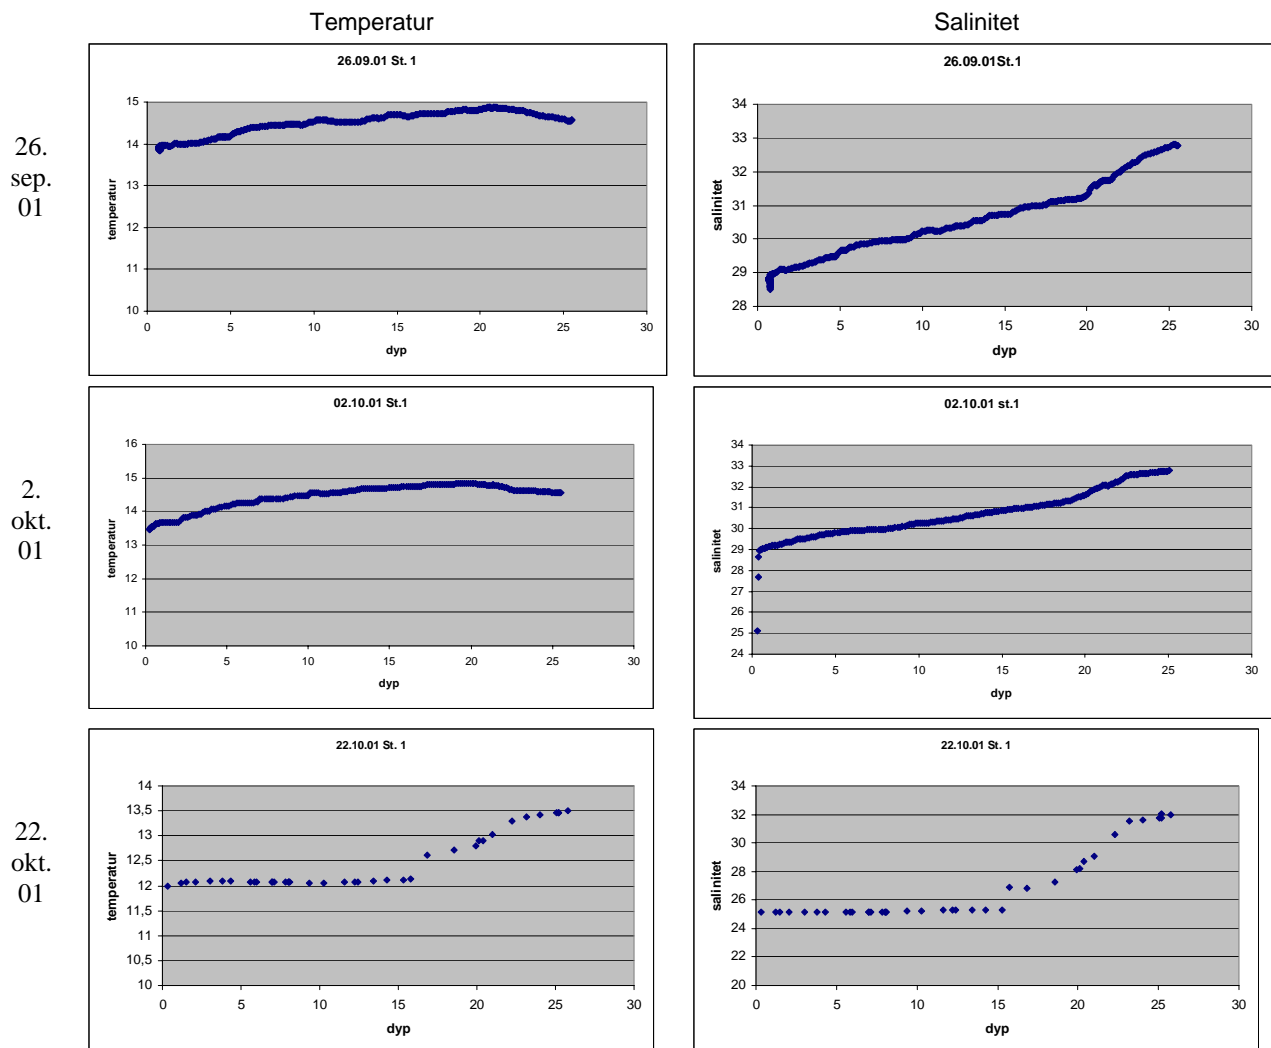 Temperatur
Salinitet
26.
sep.
01
26.09.01 St. 1
15
14
13
12
11
10
0 5 10 15 20 25 30
temperatur
dyp
26.09.01St.1
34
33
32
31
30
29
28
0 5 10 15 20 25 30
salinitet
dyp
2.
okt.
01
02.10.01 St.1
16
15
14
13
12
11
10
0 5 10 15 20 25 30
temperatur
dyp
02.10.01 st.1
34
33
32
31
30
29
28
27
26
25
24
0 5 10 15 20 25 30
salinitet
dyp
22.
okt.
01
22.10.01 St. 1
14
13,5
13
12,5
12
11,5
11
10,5
10
0 5 10 15 20 25 30
temperatur
dyp
22.10.01 St. 1
34
32
30
28
26
24
22
20
0 5 10 15 20 25 30
salinitet
dyp